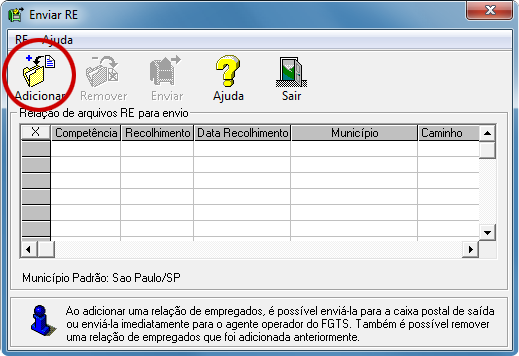 Enviar RE
RE Ajuda
Adicionar Remover Enviar Ajuda Sair
Relação de arquivos RE para envio
X Competência Recolhimento Data Recolhimento Município Caminho
Município Padrão: Sao Paulo/SP
Ao adicionar uma relação de empregados, é possível enviá-la para a caixa postal de saída
ou enviá-la imediatamente para o agente operador do FGTS. Também é possível remover
uma relação de empregados que foi adicionada anteriormente.